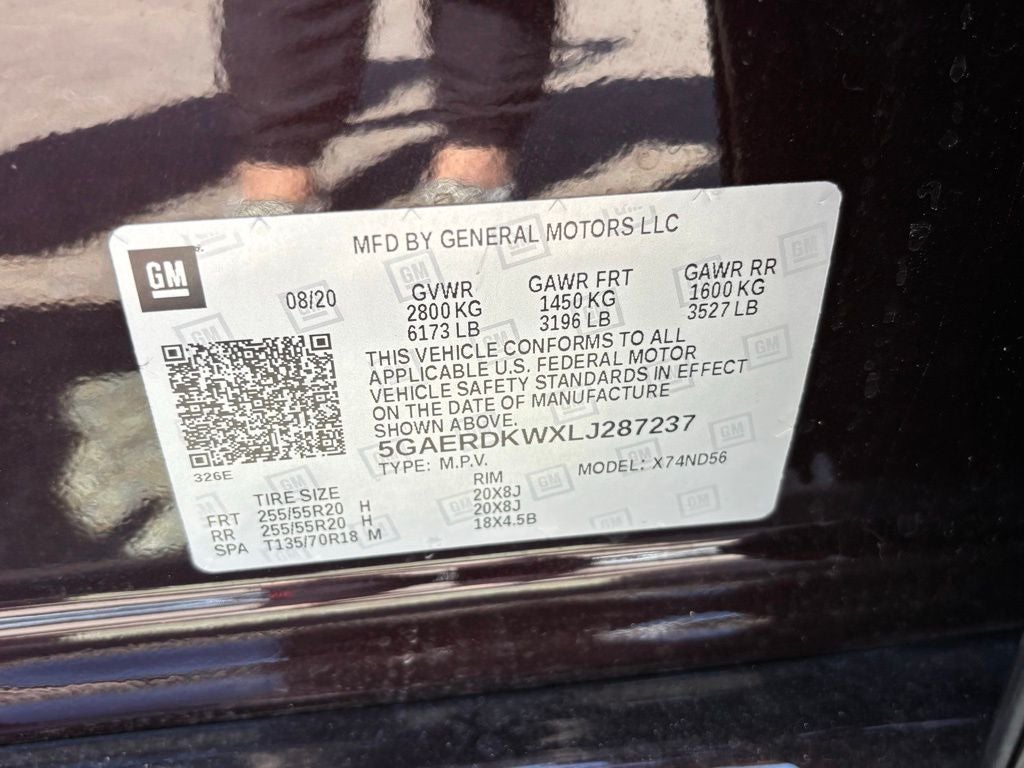 MFD BY GENERAL MOTORS LLC
GM
08/20
GVWR
2800 KG
6173 LB
GAWR FRT
1450 KG
3196 LB
GAWR RR
1600 KG
3527 LB
THIS VEHICLE CONFORMS TO ALL
APPLICABLE U.S. FEDERAL MOTOR
VEHICLE SAFETY STANDARDS IN EFFECT
ON THE DATE OF MANUFACTURE
SHOWN ABOVE.
5GAERDKWXLJ287237
TYPE: M.P.V. MODEL: X74ND56
326E
TIRE SIZE RIM
FRT 255/55R20 H 20X8J
RR 255/55R20 H 20X8J
SPA T135/70R18 M 18X4.5B